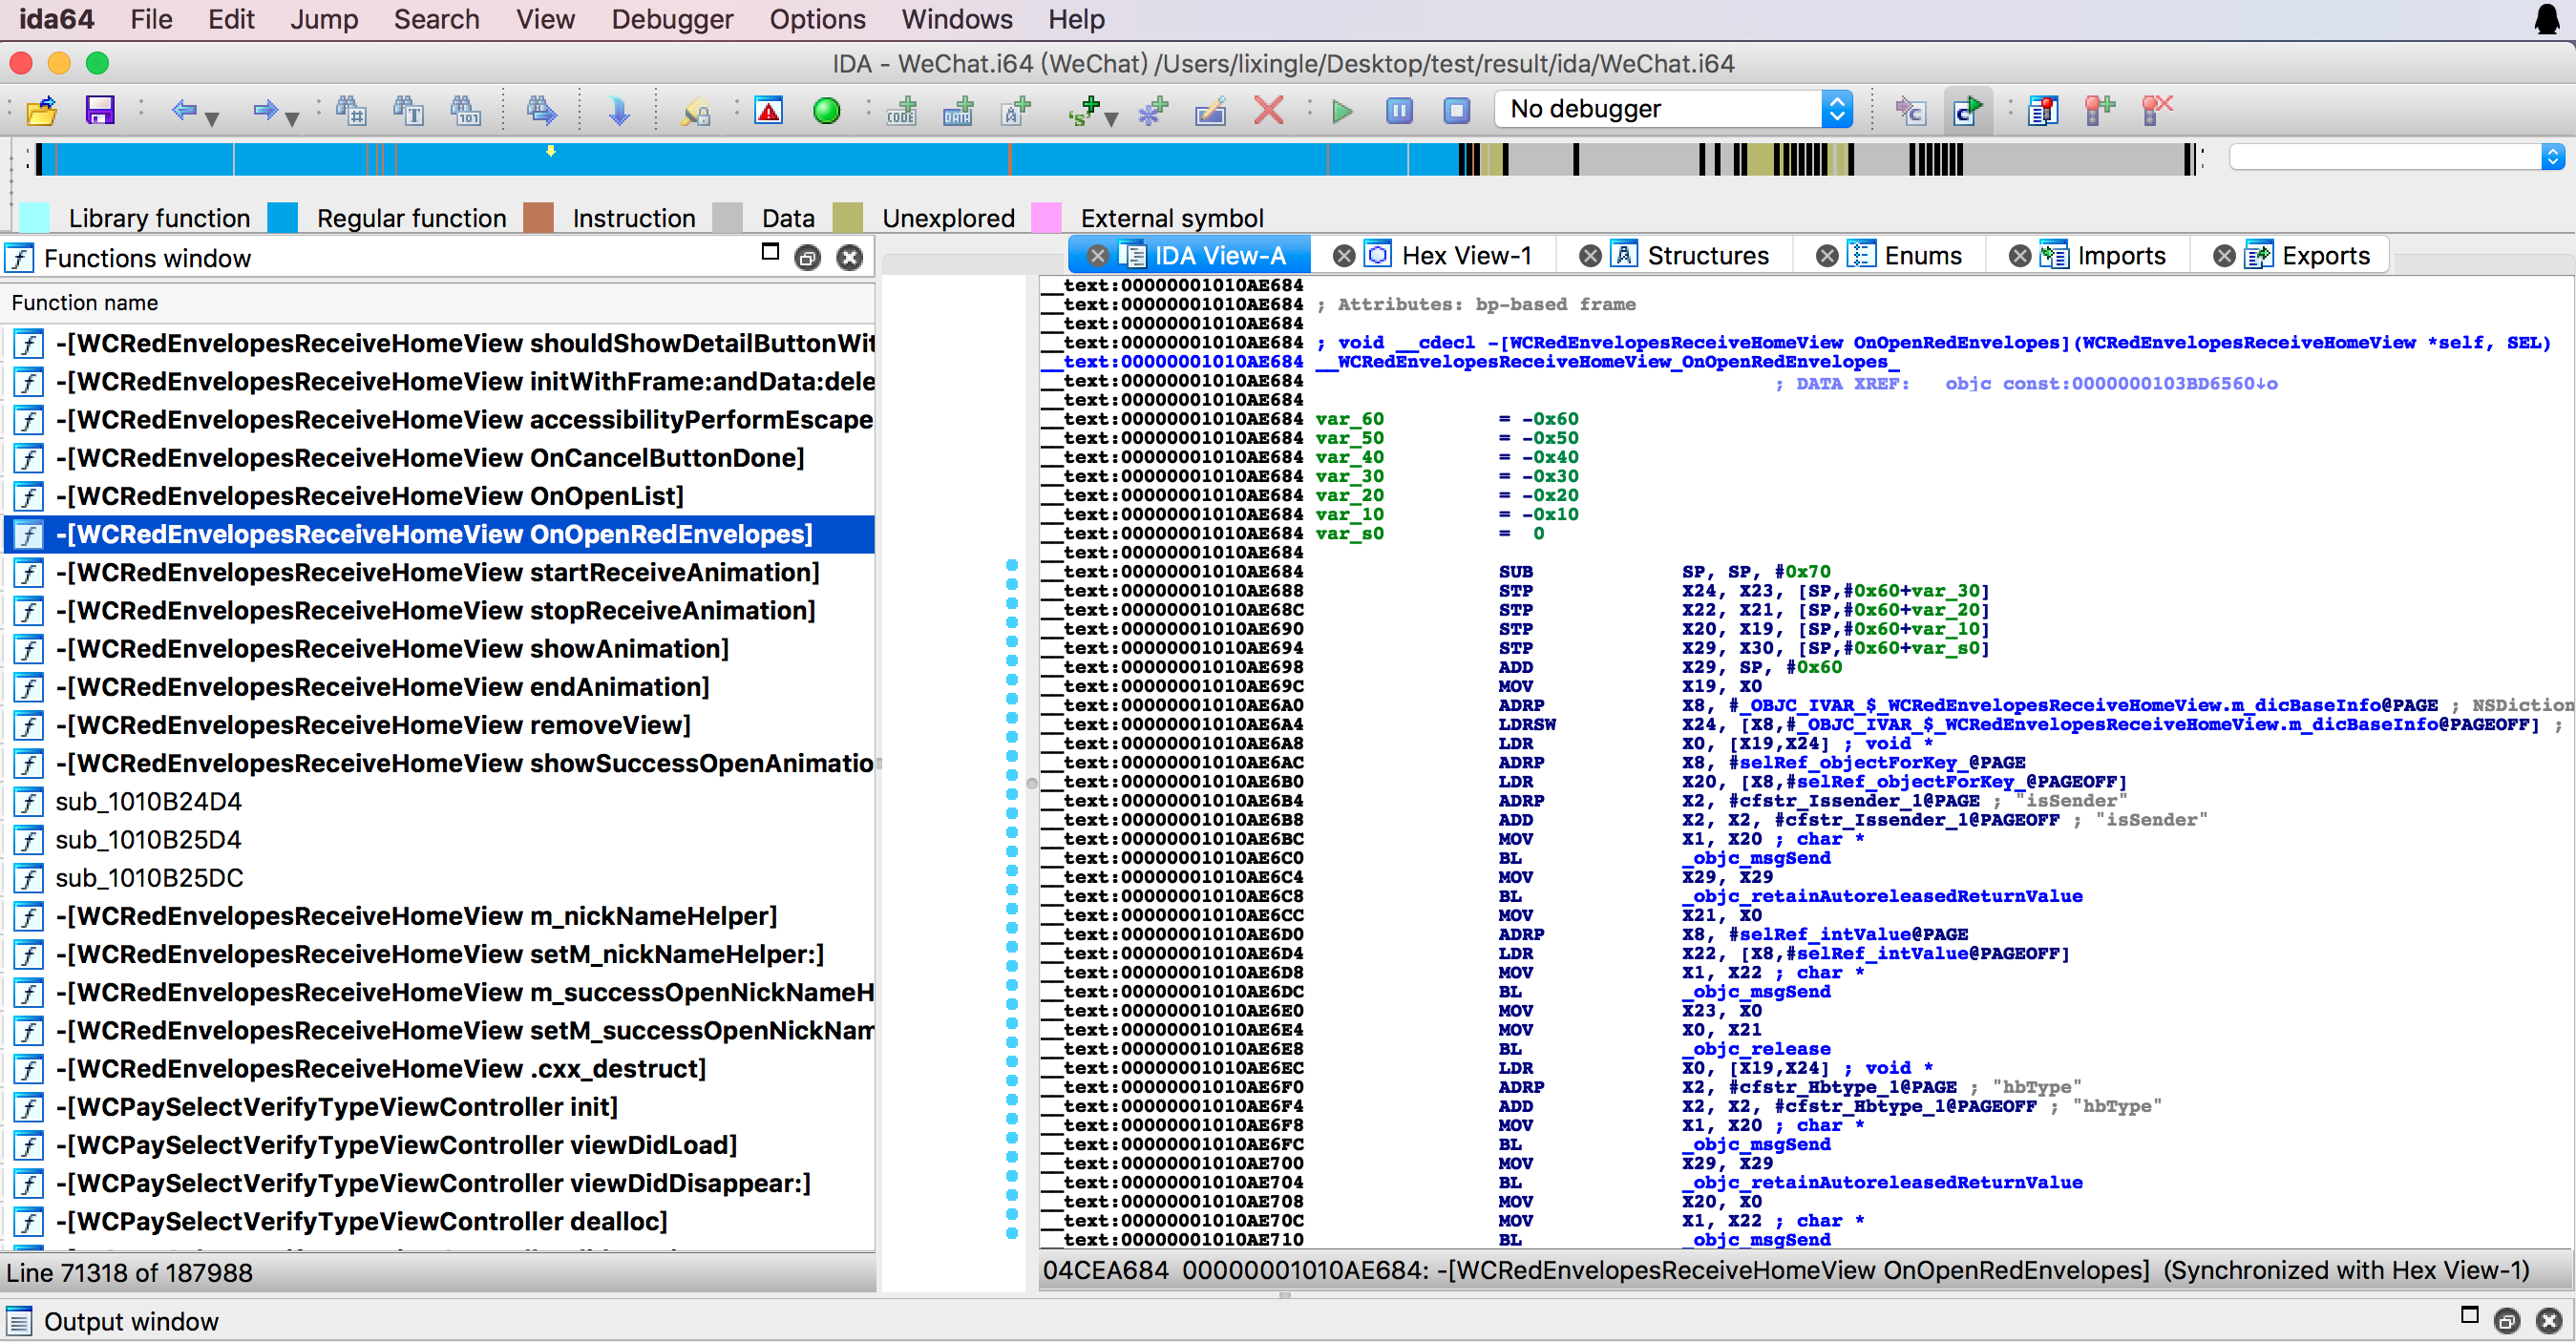 ida64 File Edit Jump Search View Debugger Options Windows Help
IDA - WeChat.i64 (WeChat) /Users/lixingle/Desktop/test/result/ida/WeChat.i64
No debugger
Library function Regular function Instruction Data Unexplored External symbol
Functions window
Function name
-[WCRedEnvelopesReceiveHomeView shouldShowDetailButtonWit
-[WCRedEnvelopesReceiveHomeView initWithFrame:andData:dele
-[WCRedEnvelopesReceiveHomeView accessibilityPerformEscape
-[WCRedEnvelopesReceiveHomeView OnCancelButtonDone]
-[WCRedEnvelopesReceiveHomeView OnOpenList]
-[WCRedEnvelopesReceiveHomeView OnOpenRedEnvelopes]
-[WCRedEnvelopesReceiveHomeView startReceiveAnimation]
-[WCRedEnvelopesReceiveHomeView stopReceiveAnimation]
-[WCRedEnvelopesReceiveHomeView showAnimation]
-[WCRedEnvelopesReceiveHomeView endAnimation]
-[WCRedEnvelopesReceiveHomeView removeView]
-[WCRedEnvelopesReceiveHomeView showSuccessOpenAnimatio
sub_1010B24D4
sub_1010B25D4
sub_1010B25DC
-[WCRedEnvelopesReceiveHomeView m_nickNameHelper]
-[WCRedEnvelopesReceiveHomeView setM_nickNameHelper:]
-[WCRedEnvelopesReceiveHomeView m_successOpenNickNameH
-[WCRedEnvelopesReceiveHomeView setM_successOpenNickNam
-[WCRedEnvelopesReceiveHomeView .cxx_destruct]
-[WCPaySelectVerifyTypeViewController init]
-[WCPaySelectVerifyTypeViewController viewDidLoad]
-[WCPaySelectVerifyTypeViewController viewDidDisappear:]
-[WCPaySelectVerifyTypeViewController dealloc]
Line 71318 of 187988
IDA View-A Hex View-1 Structures Enums Imports Exports
__text:00000001010AE684
__text:00000001010AE684 ; Attributes: bp-based frame
__text:00000001010AE684
__text:00000001010AE684 ; void __cdecl -[WCRedEnvelopesReceiveHomeView OnOpenRedEnvelopes](WCRedEnvelopesReceiveHomeView *self, SEL)
__text:00000001010AE684 __WCRedEnvelopesReceiveHomeView_OnOpenRedEnvelopes_
__text:00000001010AE684 ; DATA XREF: __objc_const:0000000103BD6560↓o
__text:00000001010AE684
__text:00000001010AE684 var_60 = -0x60
__text:00000001010AE684 var_50 = -0x50
__text:00000001010AE684 var_40 = -0x40
__text:00000001010AE684 var_30 = -0x30
__text:00000001010AE684 var_20 = -0x20
__text:00000001010AE684 var_10 = -0x10
__text:00000001010AE684 var_s0 = 0
__text:00000001010AE684
__text:00000001010AE684 SUB SP, SP, #0x70
__text:00000001010AE688 STP X24, X23, [SP,#0x60+var_30]
__text:00000001010AE68C STP X22, X21, [SP,#0x60+var_20]
__text:00000001010AE690 STP X20, X19, [SP,#0x60+var_10]
__text:00000001010AE694 STP X29, X30, [SP,#0x60+var_s0]
__text:00000001010AE698 ADD X29, SP, #0x60
__text:00000001010AE69C MOV X19, X0
__text:00000001010AE6A0 ADRP X8, #_OBJC_IVAR_$_WCRedEnvelopesReceiveHomeView.m_dicBaseInfo@PAGE ; NSDiction
__text:00000001010AE6A4 LDRSW X24, [X8,#_OBJC_IVAR_$_WCRedEnvelopesReceiveHomeView.m_dicBaseInfo@PAGEOFF] ;
__text:00000001010AE6A8 LDR X0, [X19,X24] ; void *
__text:00000001010AE6AC ADRP X8, #selRef_objectForKey_@PAGE
__text:00000001010AE6B0 LDR X20, [X8,#selRef_objectForKey_@PAGEOFF]
__text:00000001010AE6B4 ADRP X2, #cfstr_Issender_1@PAGE ; "isSender"
__text:00000001010AE6B8 ADD X2, X2, #cfstr_Issender_1@PAGEOFF ; "isSender"
__text:00000001010AE6BC MOV X1, X20 ; char *
__text:00000001010AE6C0 BL _objc_msgSend
__text:00000001010AE6C4 MOV X29, X29
__text:00000001010AE6C8 BL _objc_retainAutoreleasedReturnValue
__text:00000001010AE6CC MOV X21, X0
__text:00000001010AE6D0 ADRP X8, #selRef_intValue@PAGE
__text:00000001010AE6D4 LDR X22, [X8,#selRef_intValue@PAGEOFF]
__text:00000001010AE6D8 MOV X1, X22 ; char *
__text:00000001010AE6DC BL _objc_msgSend
__text:00000001010AE6E0 MOV X23, X0
__text:00000001010AE6E4 MOV X0, X21
__text:00000001010AE6E8 BL _objc_release
__text:00000001010AE6EC LDR X0, [X19,X24] ; void *
__text:00000001010AE6F0 ADRP X2, #cfstr_Hbtype_1@PAGE ; "hbType"
__text:00000001010AE6F4 ADD X2, X2, #cfstr_Hbtype_1@PAGEOFF ; "hbType"
__text:00000001010AE6F8 MOV X1, X20 ; char *
__text:00000001010AE6FC BL _objc_msgSend
__text:00000001010AE700 MOV X29, X29
__text:00000001010AE704 BL _objc_retainAutoreleasedReturnValue
__text:00000001010AE708 MOV X20, X0
__text:00000001010AE70C MOV X1, X22 ; char *
__text:00000001010AE710 BL _objc_msgSend
04CEA684 00000001010AE684: -[WCRedEnvelopesReceiveHomeView OnOpenRedEnvelopes] (Synchronized with Hex View-1)
Output window